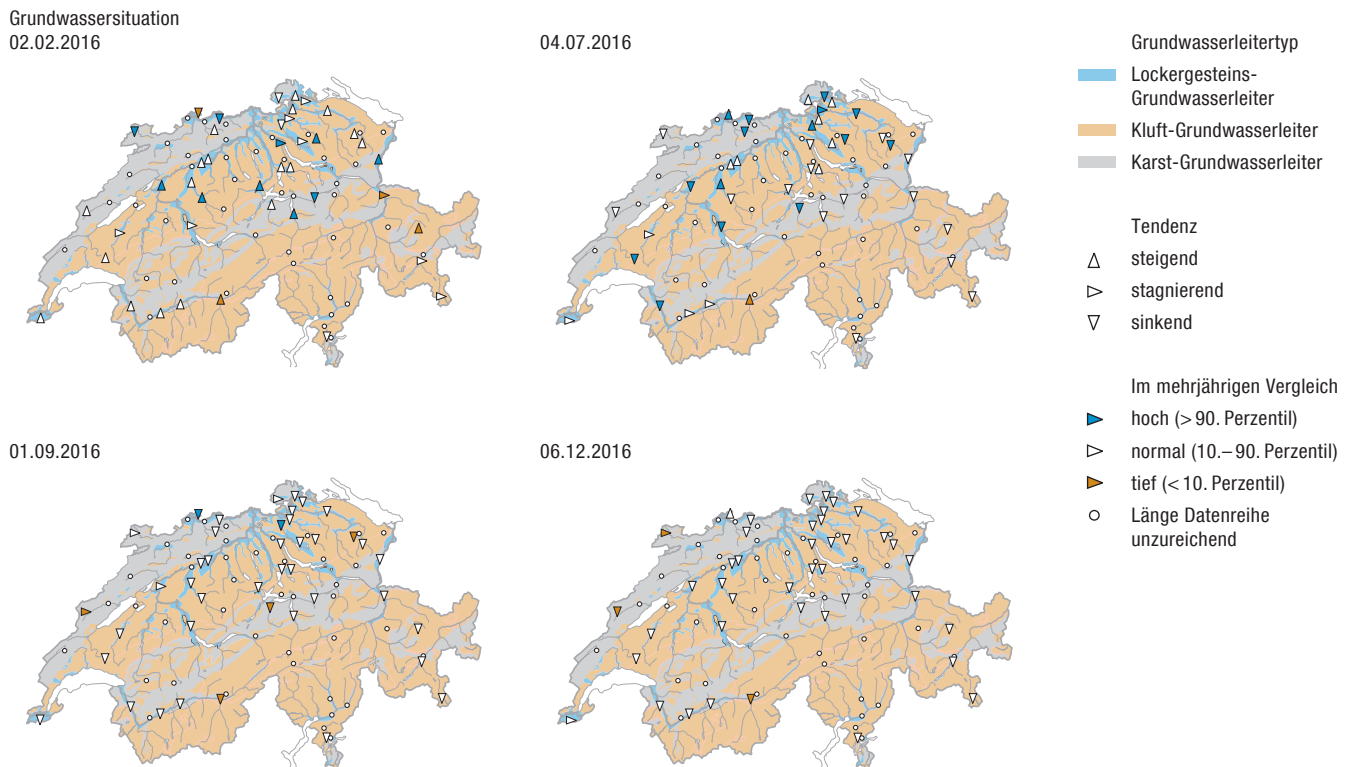 Grundwassersituation
02.02.2016
04.07.2016
01.09.2016
06.12.2016
Grundwasserleitertyp
Lockergesteins-
Grundwasserleiter
Kluft-Grundwasserleiter
Karst-Grundwasserleiter
Tendenz
steigend
stagnierend
sinkend
Im mehrjährigen Vergleich
hoch (> 90. Perzentil)
normal (10.– 90. Perzentil)
tief (< 10. Perzentil)
Länge Datenreihe
unzureichend